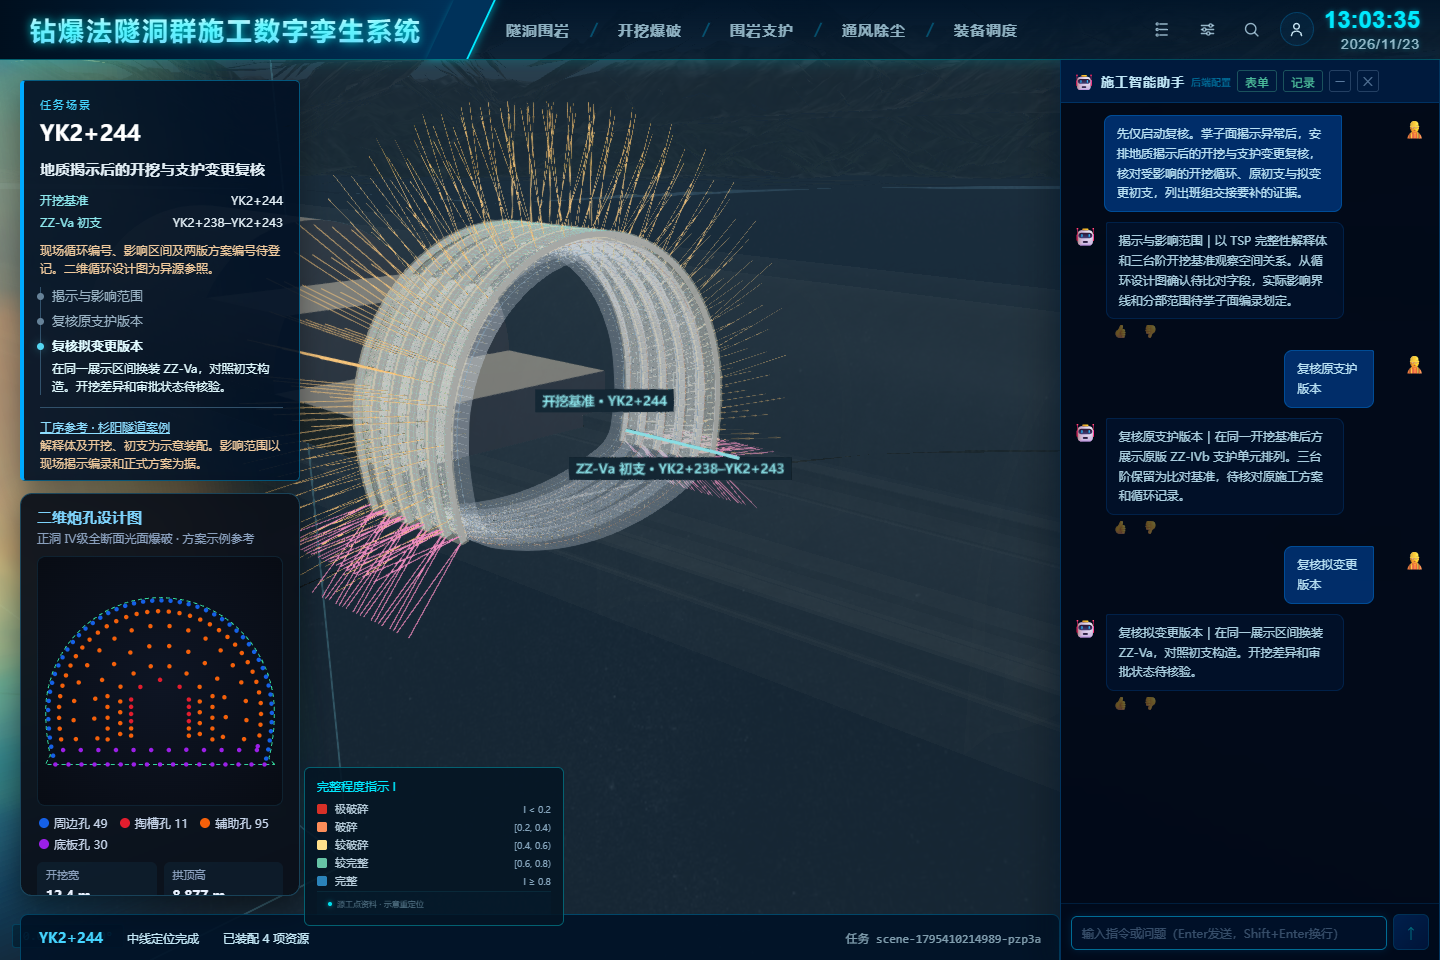 钻爆法隧洞群施工数字孪生系统
隧洞围岩 / 开挖爆破 / 围岩支护 / 通风除尘 / 装备调度
13:03:35
2026/11/23
任务场景
YK2+244
地质揭示后的开挖与支护变更复核
开挖基准 YK2+244
ZZ-Va 初支 YK2+238–YK2+243
现场循环编号、影响区间及两版方案编号待登
记。二维循环设计图为异源参照。
揭示与影响范围
复核原支护版本
复核拟变更版本
在同一展示区间换装 ZZ-Va，对照初支构
造。开挖差异和审批状态待核验。
工序参考 · 杉阳隧道案例
解释体及开挖、初支为示意装配。影响范围以
现场揭示编录和正式方案为据。
二维炮孔设计图
正洞 IV级全断面光面爆破 · 方案示例参考
周边孔 49 掏槽孔 11 辅助孔 95
底板孔 30
开挖宽 拱顶高
12.4 m 8.877 m
开挖基准 • YK2+244
ZZ-Va 初支 • YK2+238–YK2+243
完整程度指示 I
极破碎 I < 0.2
破碎 [0.2, 0.4)
较破碎 [0.4, 0.6)
较完整 [0.6, 0.8)
完整 I ≥ 0.8
源工点资料 · 示意重定位
YK2+244 中线定位完成 已装配 4 项资源 任务 scene-1795410214989-pzp3a
施工智能助手 后端配置 表单 记录
先仅启动复核。掌子面揭示异常后，安
排地质揭示后的开挖与支护变更复核，
核对受影响的开挖循环、原初支与拟变
更初支，列出班组交接要补的证据。
揭示与影响范围 | 以 TSP 完整性解释体
和三台阶开挖基准观察空间关系。从循
环设计图确认待比对字段，实际影响界
线和分部范围待掌子面编录划定。
复核原支护
版本
复核原支护版本 | 在同一开挖基准后方
展示原版 ZZ-IVb 支护单元排列。三台
阶保留为比对基准，待核对原施工方案
和循环记录。
复核拟变更
版本
复核拟变更版本 | 在同一展示区间换装
ZZ-Va，对照初支构造。开挖差异和审
批状态待核验。
输入指令或问题（Enter发送，Shift+Enter换行）